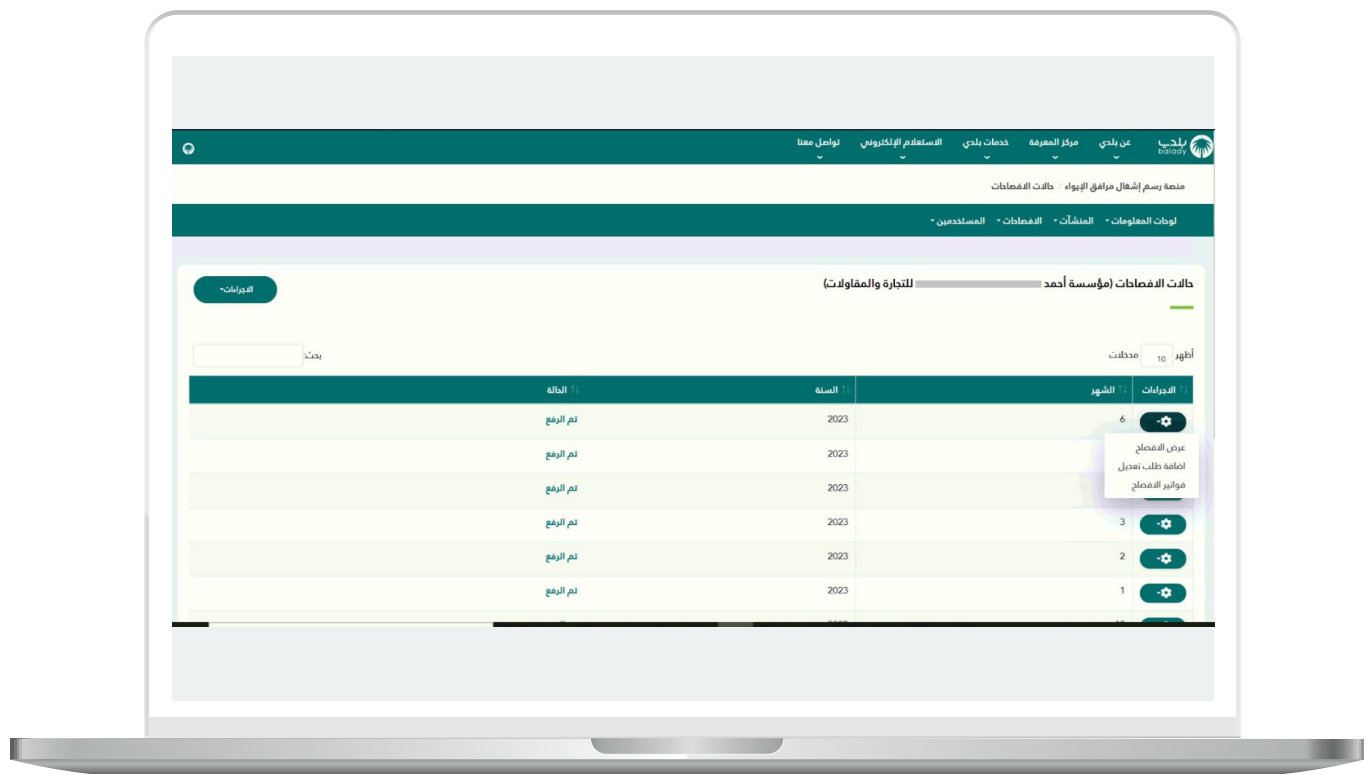 بلدي
balady
عن بلدي مركز المعرفة خدمات بلدي الاستعلام الإلكتروني تواصل معنا
منصة رسم إشغال مرافق الإيواء / حالات الافصاحات
لوحات المعلومات المنشآت الافصاحات المستخدمين
حالات الافصاحات (مؤسسة أحمد للتجارة والمقاولات)
الاجراءات
أظهر 10 مدخلات
بحث:
الاجراءات الشهر السنة الحالة
6 2023 تم الرفع
عرض الافصاح
اضافة طلب تعديل
فواتير الافصاح
2023 تم الرفع
2023 تم الرفع
3 2023 تم الرفع
2 2023 تم الرفع
1 2023 تم الرفع